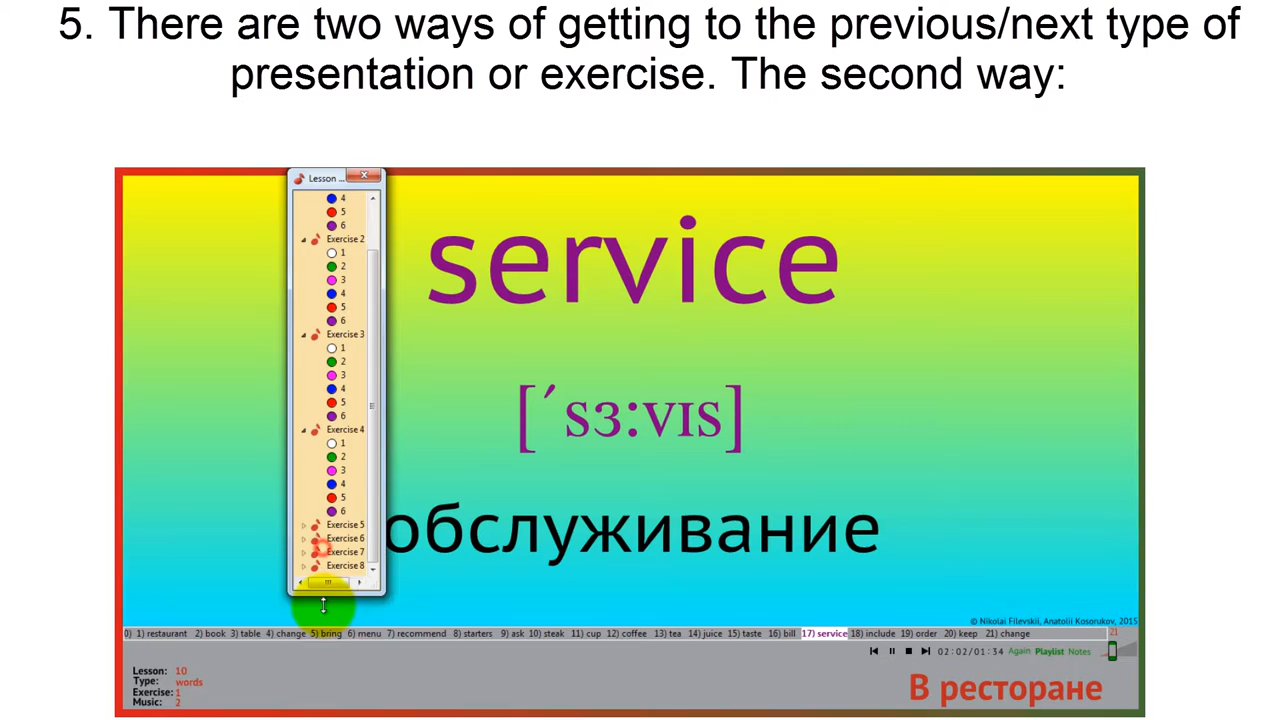 5. There are two ways of getting to the previous/next type of
presentation or exercise. The second way:
Lesson ...
4
5
6
Exercise 2
1
2
3
4
5
6
Exercise 3
1
2
3
4
5
6
Exercise 4
1
2
3
4
5
6
Exercise 5
Exercise 6
Exercise 7
Exercise 8
service
[ˊsɜ:vɪs]
обслуживание
© Nikolai Filevskii, Anatolii Kosorukov, 2015
0) 1) restaurant 2) book 3) table 4) change 5) bring 6) menu 7) recommend 8) starters 9) ask 10) steak 11) cup 12) coffee 13) tea 14) juice 15) taste 16) bill 17) service 18) include 19) order 20) keep 21) change 21
02:02/01:34 Again Playlist Notes
Lesson: 10
Type: words
Exercise: 1
Music: 2
В ресторане